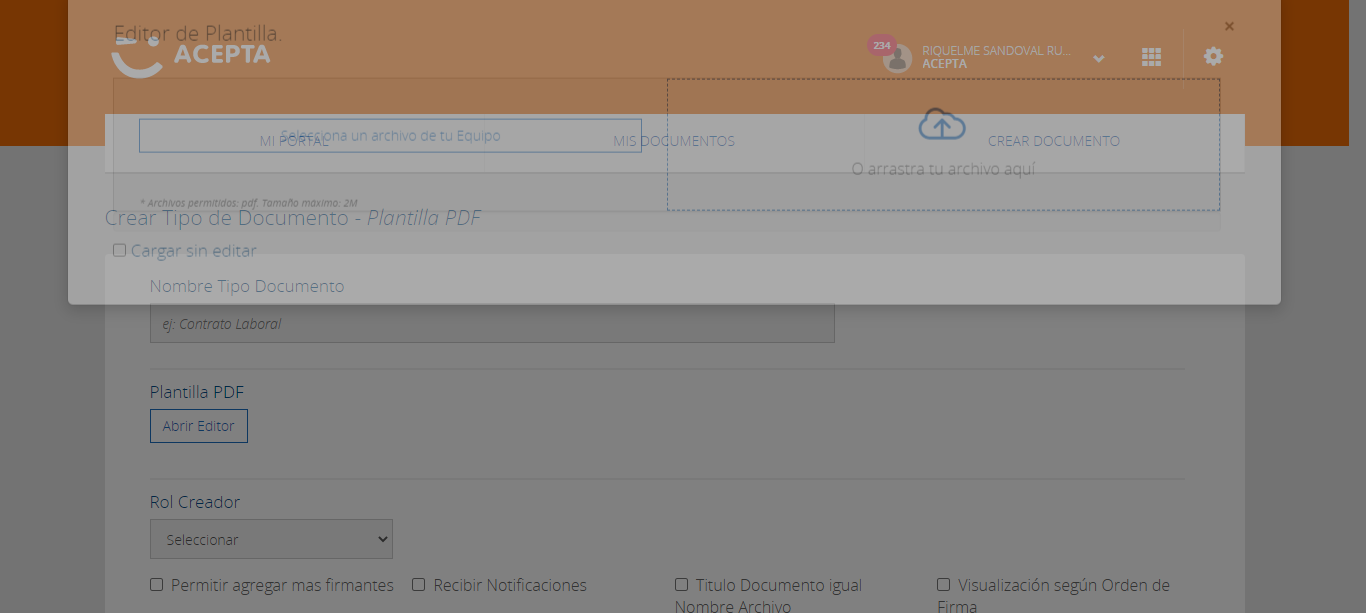 Editor de Plantilla.
×
ACEPTA
234
RIQUELME SANDOVAL RU...
ACEPTA
Selecciona un archivo de tu Equipo
MI PORTAL
MIS DOCUMENTOS
CREAR DOCUMENTO
O arrastra tu archivo aquí
* Archivos permitidos: pdf. Tamaño máximo: 2M
Crear Tipo de Documento - Plantilla PDF
Cargar sin editar
Nombre Tipo Documento
ej: Contrato Laboral
Plantilla PDF
Abrir Editor
Rol Creador
Seleccionar
Permitir agregar mas firmantes
Recibir Notificaciones
Titulo Documento igual
Nombre Archivo
Visualización según Orden de
Firma